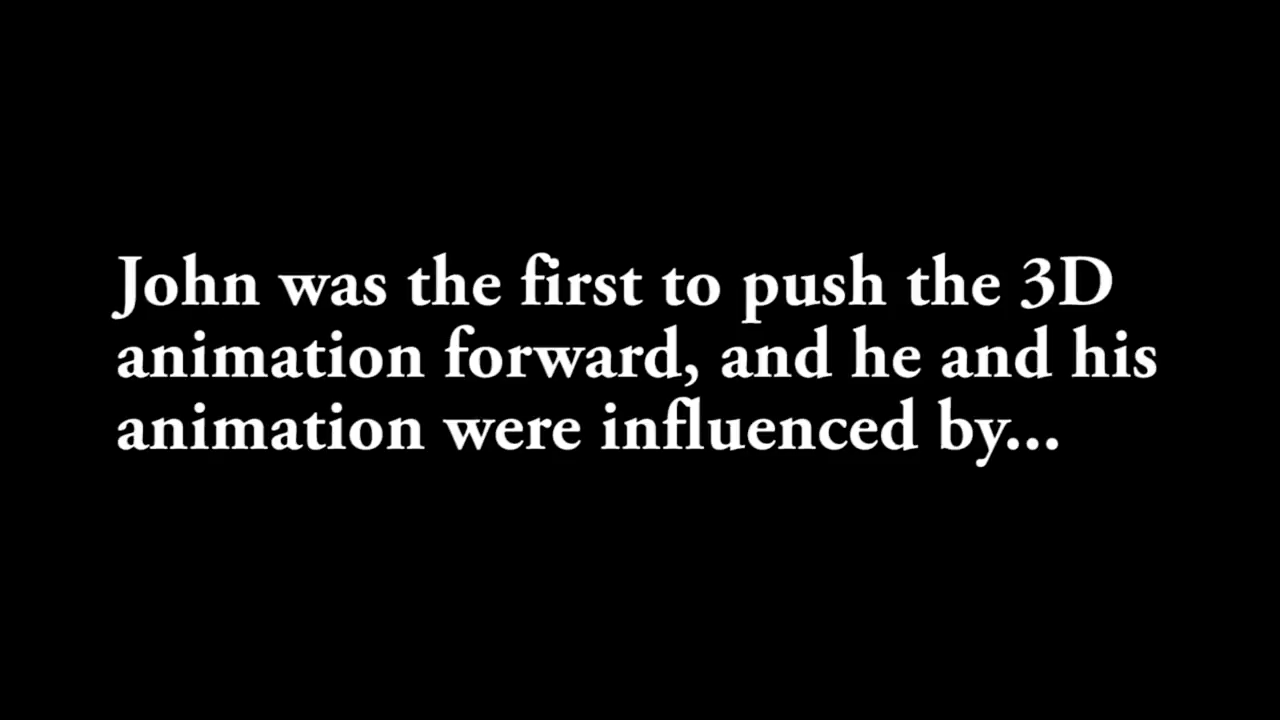 John was the first to push the 3D
animation forward, and he and his
animation were influenced by...